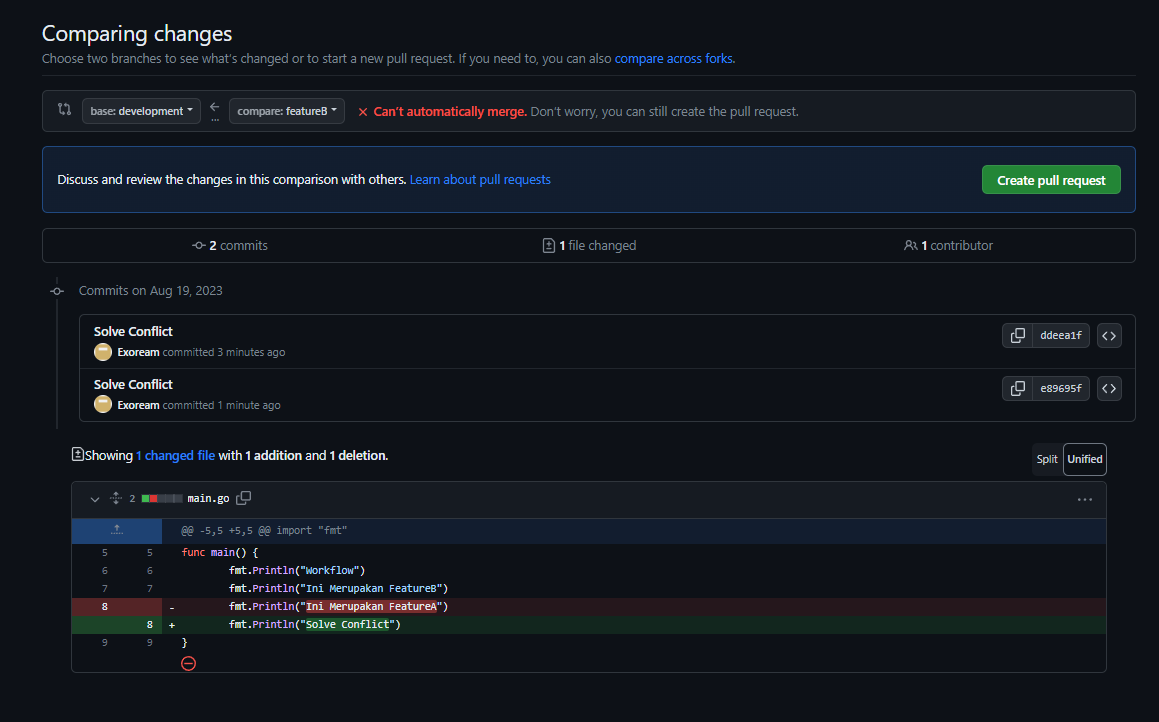 Comparing changes
Choose two branches to see what's changed or to start a new pull request. If you need to, you can also compare across forks.
base: development ... compare: featureB Can't automatically merge. Don't worry, you can still create the pull request.
Discuss and review the changes in this comparison with others. Learn about pull requests Create pull request
2 commits 1 file changed 1 contributor
Commits on Aug 19, 2023
Solve Conflict
Exoream committed 3 minutes ago ddeea1f
Solve Conflict
Exoream committed 1 minute ago e89695f
Showing 1 changed file with 1 addition and 1 deletion. Split Unified
2 main.go
@@ -5,5 +5,5 @@ import "fmt"
5 5 func main() {
6 6 fmt.Println("Workflow")
7 7 fmt.Println("Ini Merupakan FeatureB")
8 - fmt.Println("Ini Merupakan FeatureA")
8 + fmt.Println("Solve Conflict")
9 9 }